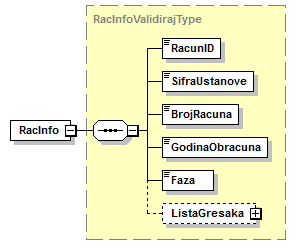 RacInfoValidirajType
RacunID
SifraUstanove
BrojRacuna
RacInfo
GodinaObracuna
Faza
ListaGresaka